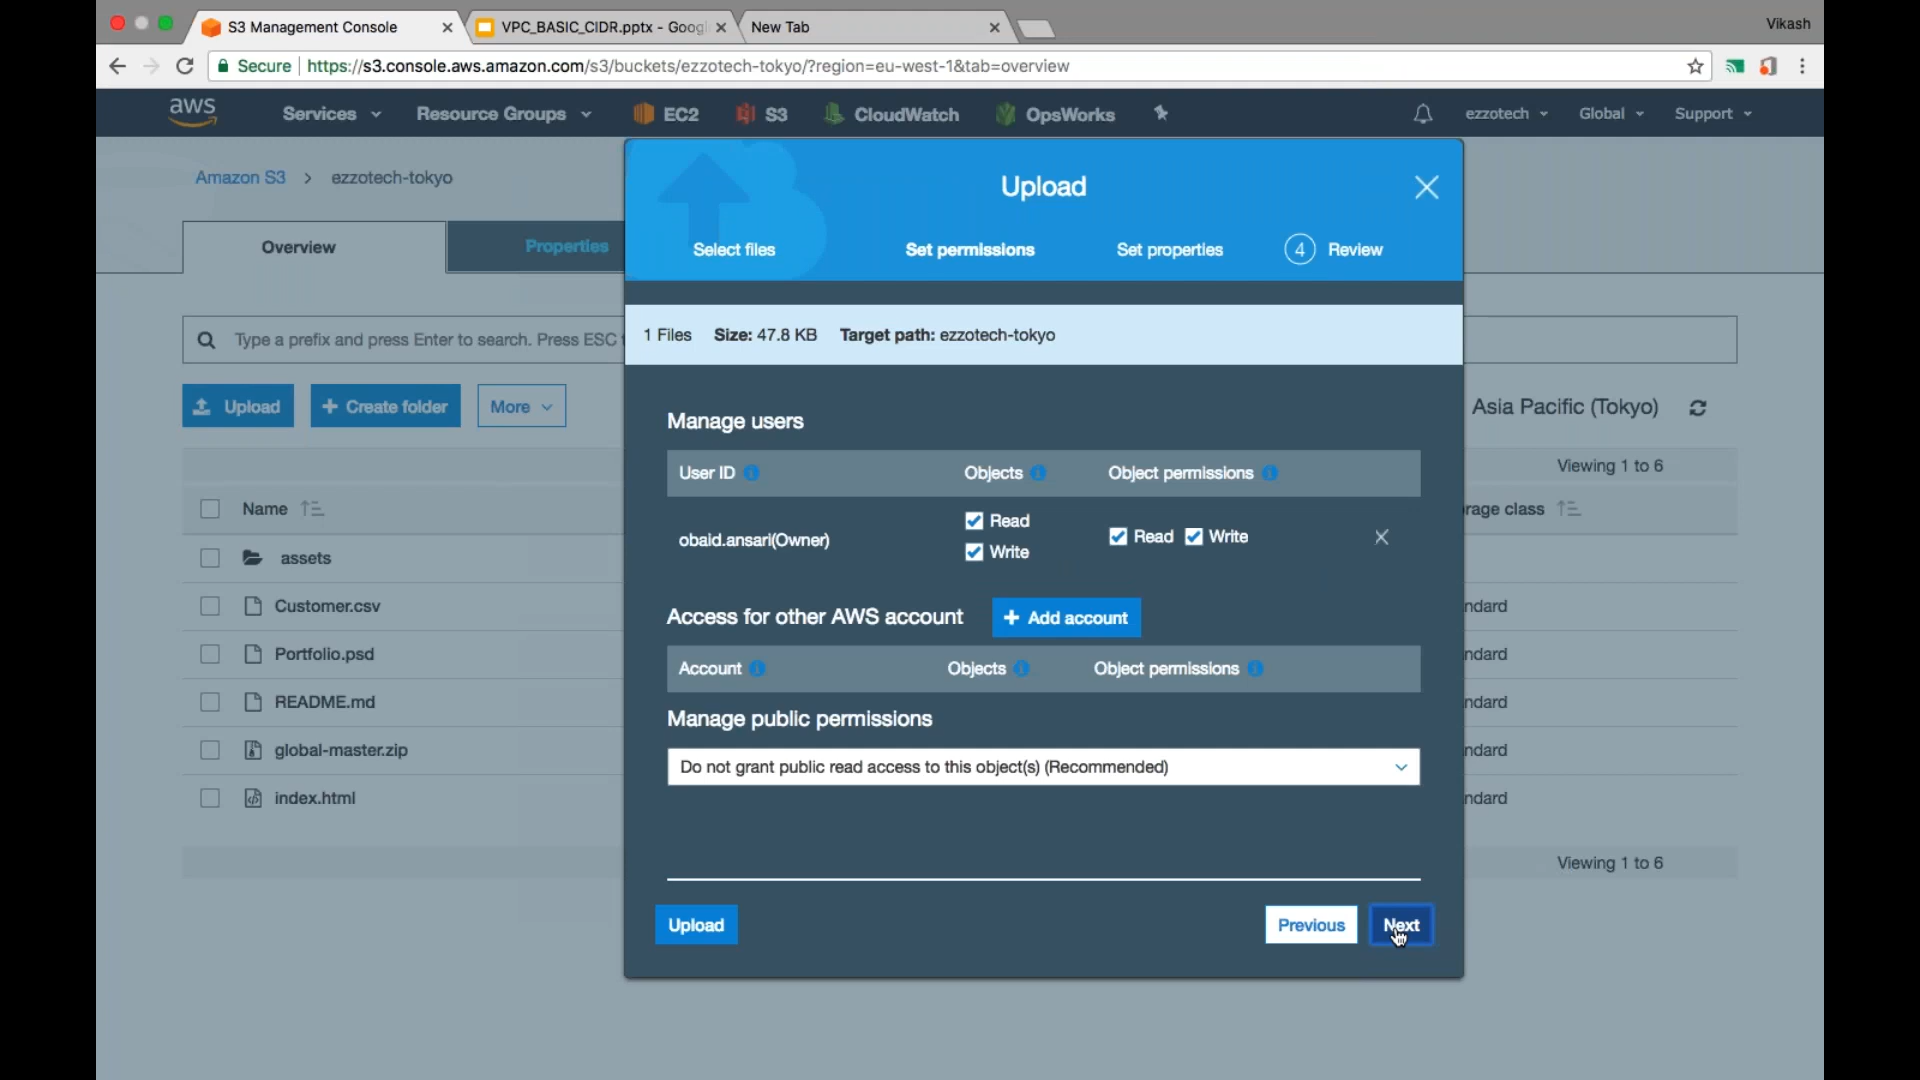 S3 Management Console
VPC_BASIC_CIDR.pptx - Googl
New Tab
Vikash
Secure
https://s3.console.aws.amazon.com/s3/buckets/ezzotech-tokyo/?region=eu-west-1&tab=overview
aws Services Resource Groups EC2 S3 CloudWatch OpsWorks ezzotech Global Support
Amazon S3 > ezzotech-tokyo
Overview
Properties
Upload
Select files Set permissions Set properties 4 Review
1 Files Size: 47.8 KB Target path: ezzotech-tokyo
Type a prefix and press Enter to search. Press ESC
Upload
Create folder
More
Asia Pacific (Tokyo)
Viewing 1 to 6
Name
rage class
assets
Customer.csv
ndard
Portfolio.psd
ndard
README.md
ndard
global-master.zip
ndard
index.html
ndard
Viewing 1 to 6
Manage users
User ID Objects Object permissions
obaid.ansari(Owner)
Read
Write
Read Write
Access for other AWS account
+ Add account
Account Objects Object permissions
Manage public permissions
Do not grant public read access to this object(s) (Recommended)
Upload
Previous
Next